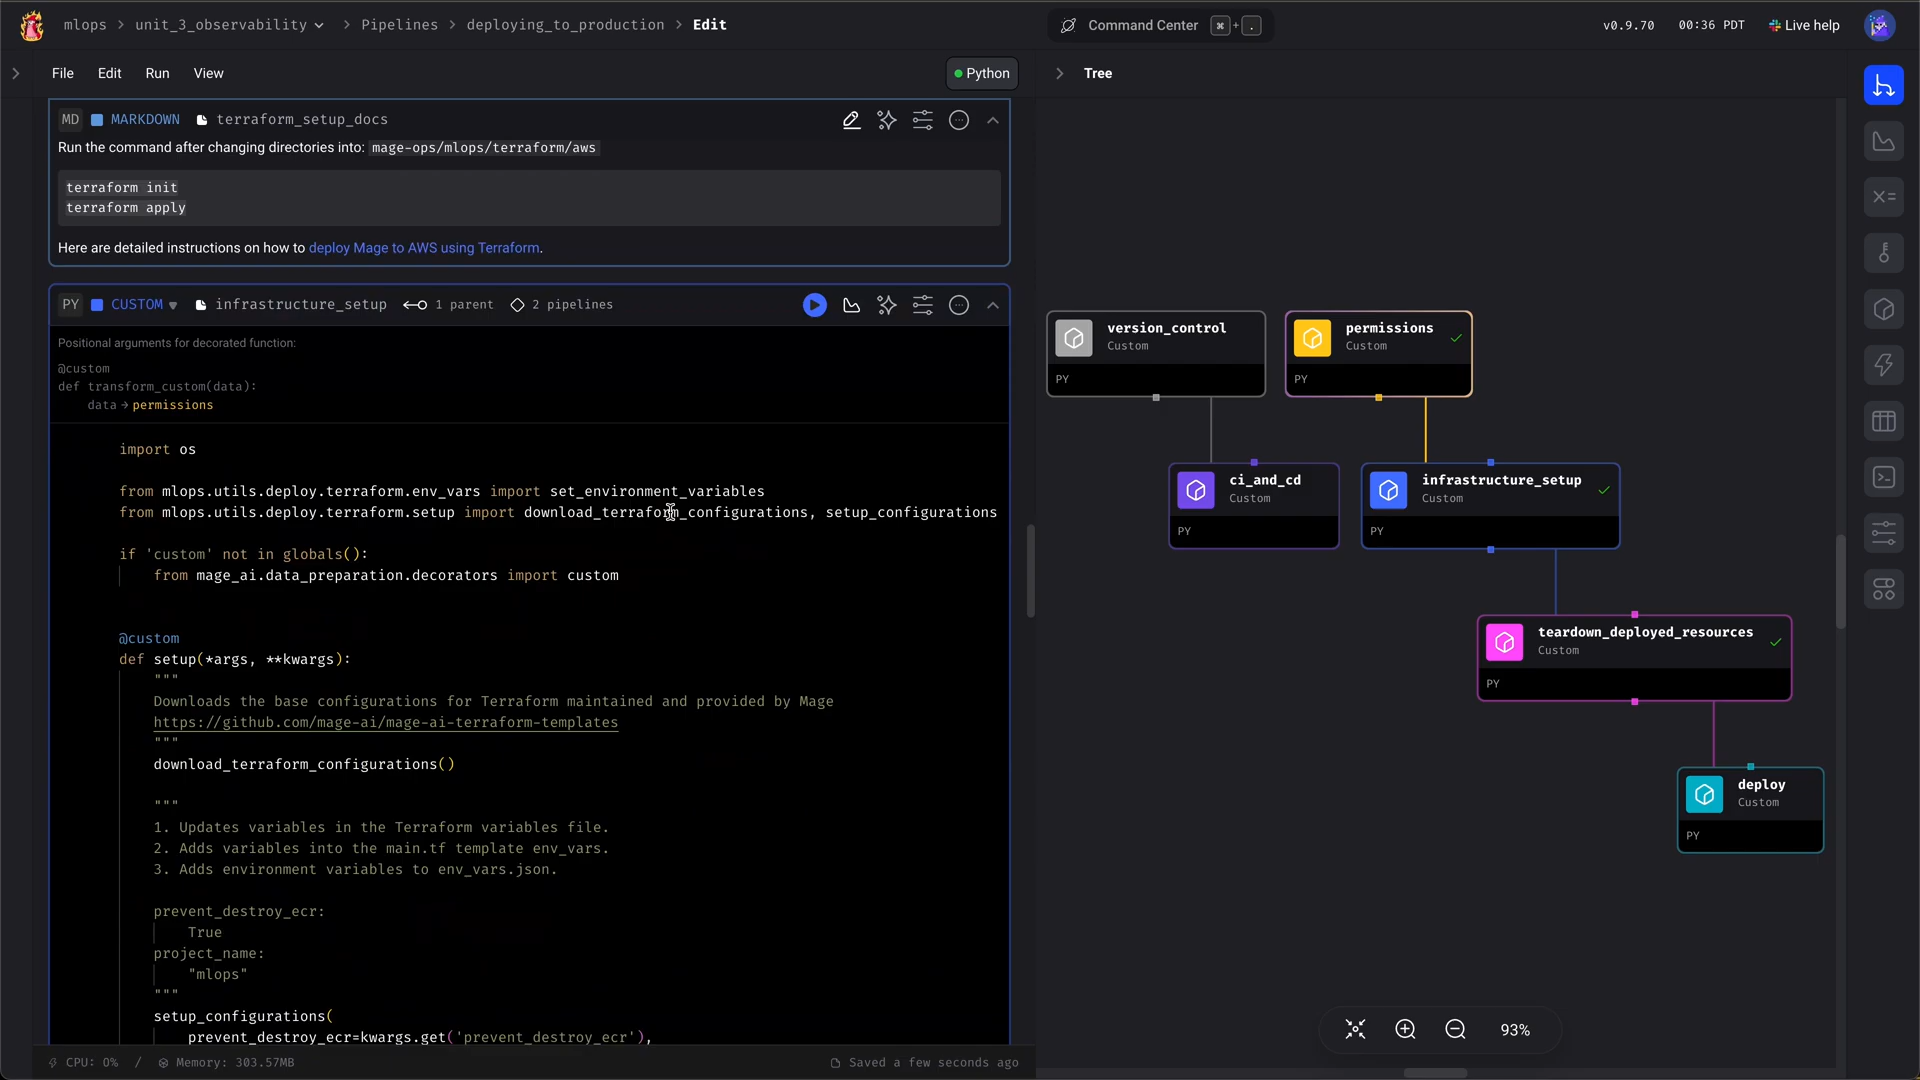 mlops > unit_3_observability > Pipelines > deploying_to_production > Edit
Command Center ⌘ + .
v0.9.70 00:36 PDT Live help
File Edit Run View
Python
Tree
MD MARKDOWN terraform_setup_docs
Run the command after changing directories into: mage-ops/mlops/terraform/aws
terraform init
terraform apply
Here are detailed instructions on how to deploy Mage to AWS using Terraform.
PY CUSTOM infrastructure_setup 1 parent 2 pipelines
Positional arguments for decorated function:
@custom
def transform_custom(data):
data → permissions
import os
from mlops.utils.deploy.terraform.env_vars import set_environment_variables
from mlops.utils.deploy.terraform.setup import download_terraform_configurations, setup_configurations
if 'custom' not in globals():
from mage_ai.data_preparation.decorators import custom
@custom
def setup(*args, **kwargs):
"""
Downloads the base configurations for Terraform maintained and provided by Mage
https://github.com/mage-ai/mage-ai-terraform-templates
"""
download_terraform_configurations()
"""
1. Updates variables in the Terraform variables file.
2. Adds variables into the main.tf template env_vars.
3. Adds environment variables to env_vars.json.
prevent_destroy_ecr:
True
project_name:
"mlops"
"""
setup_configurations(
prevent_destroy_ecr=kwargs.get('prevent_destroy_ecr'),
CPU: 0% / Memory: 303.57MB
Saved a few seconds ago
version_control
Custom
PY
permissions
Custom
PY
ci_and_cd
Custom
PY
infrastructure_setup
Custom
PY
teardown_deployed_resources
Custom
PY
deploy
Custom
PY
93%